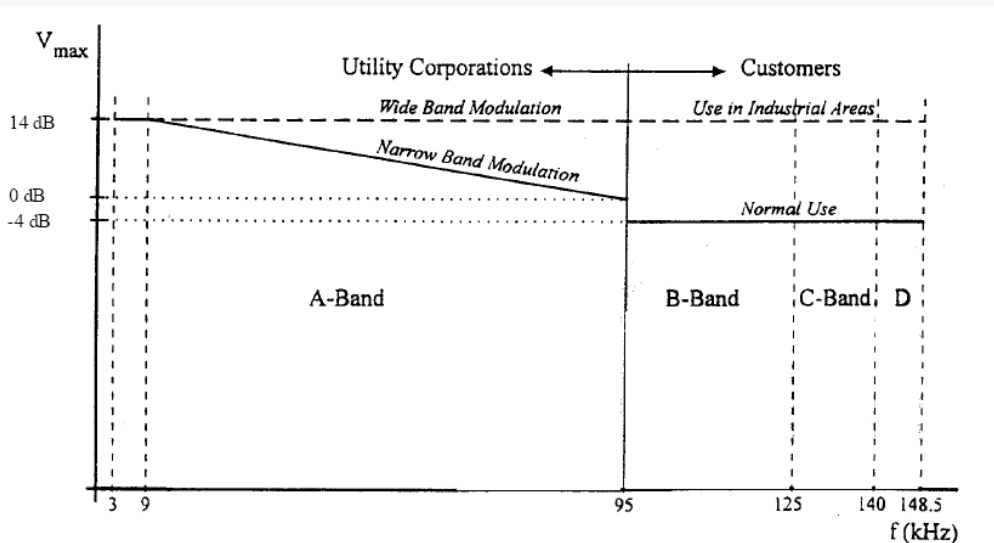 V max
Utility Corporations Customers
Wide Band Modulation Use in Industrial Areas
14 dB
Narrow Band Modulation
0 dB
-4 dB Normal Use
A-Band B-Band C-Band D
3 9 95 125 140 148.5
f (kHz)